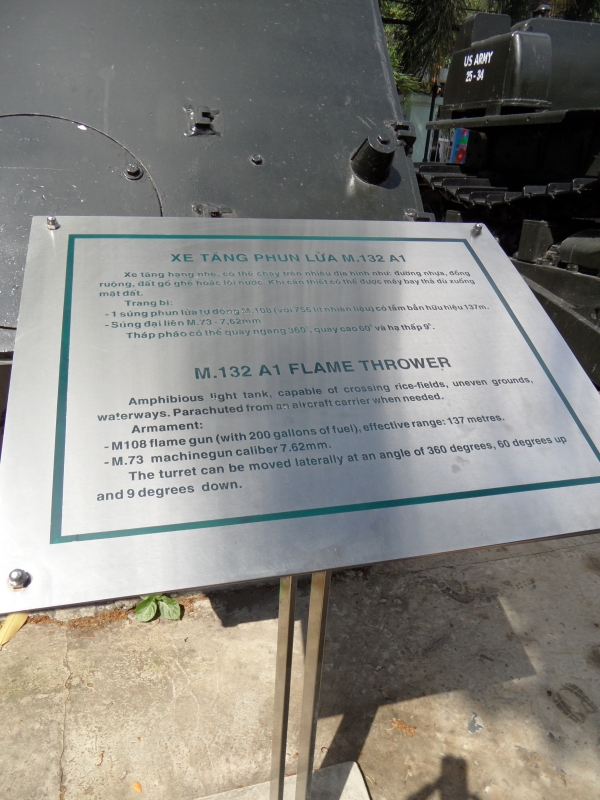 US ARMY
25-34
XE TĂNG PHUN LỬA M.132 A1
Xe tăng hạng nhẹ, có thể chạy trên nhiều địa hình như: đường nhựa, đồng
ruộng, đất gồ ghề hoặc lội nước. Khi cần thiết có thể được máy bay thả dù xuống
mặt đất.
Trang bị:
- 1 súng phun lửa tự động M.108 (với 755 lít nhiên liệu) có tầm bắn hữu hiệu 137m.
- Súng đại liên M.73 - 7,62mm
Tháp pháo có thể quay ngang 360°, quay cao 60° và hạ thấp 9°.
M.132 A1 FLAME THROWER
Amphibious light tank, capable of crossing rice-fields, uneven grounds,
waterways. Parachuted from an aircraft carrier when needed.
Armament:
- M108 flame gun (with 200 gallons of fuel), effective range: 137 metres.
- M.73 machinegun caliber 7.62mm.
The turret can be moved laterally at an angle of 360 degrees, 60 degrees up
and 9 degrees down.